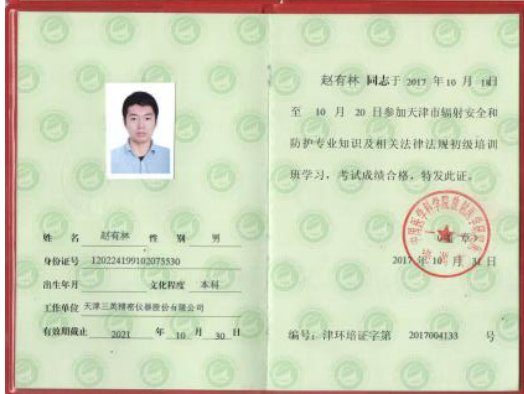 姓 名 赵有林 性 别 男
身份证号 120224199102075530
出生年月 文化程度 本科
工作单位 天津三英精密仪器股份有限公司
有效期截止 2021 年 10 月 30 日
赵有林 同志于 2017 年 10 月 18日
至 10 月 20 日参加天津市辐射安全和
防护专业知识及相关法律法规初级培训
班学习，考试成绩合格，特发此证。
（盖 章）
2017 年 10 月 31 日
编号：津环培证字第 2017004133 号